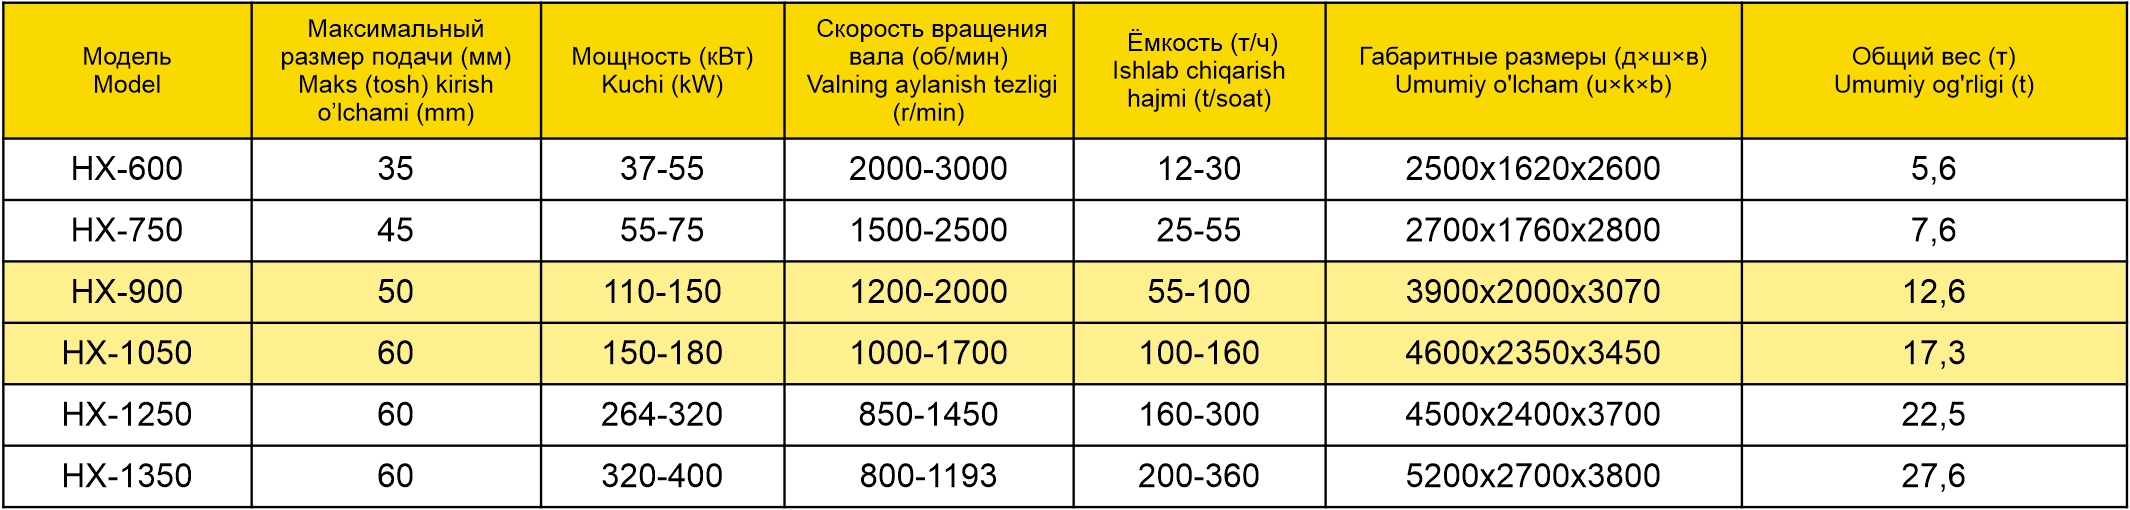 Модель
Model
Максимальный
размер подачи (мм)
Maks (tosh) kirish
o’lchami (mm)
Мощность (кВт)
Kuchi (kW)
Скорость вращения
вала (об/мин)
Valning aylanish tezligi
(r/min)
Ёмкость (т/ч)
Ishlab chiqarish
hajmi (t/soat)
Габаритные размеры (д×ш×в)
Umumiy o'lcham (u×k×b)
Общий вес (т)
Umumiy og'rligi (t)
HX-600 35 37-55 2000-3000 12-30 2500x1620x2600 5,6
HX-750 45 55-75 1500-2500 25-55 2700x1760x2800 7,6
HX-900 50 110-150 1200-2000 55-100 3900x2000x3070 12,6
HX-1050 60 150-180 1000-1700 100-160 4600x2350x3450 17,3
HX-1250 60 264-320 850-1450 160-300 4500x2400x3700 22,5
HX-1350 60 320-400 800-1193 200-360 5200x2700x3800 27,6